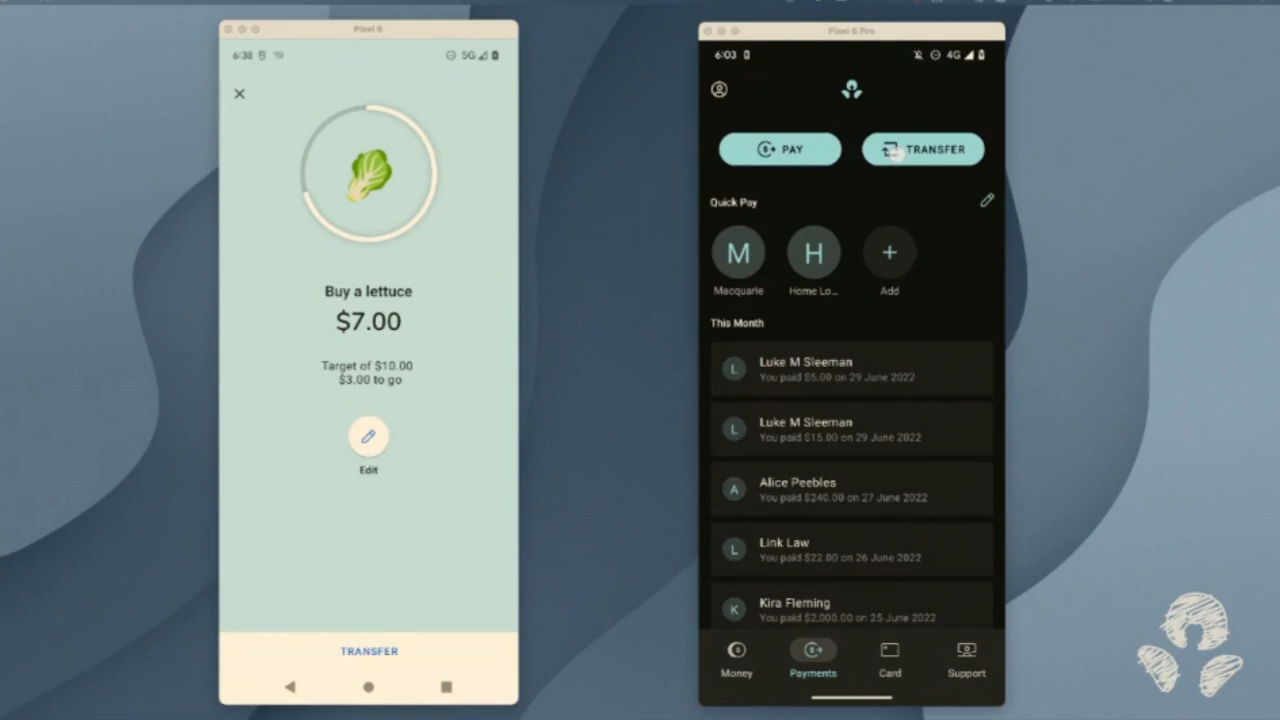 Pixel 6
6:38
5G
Buy a lettuce
$7.00
Target of $10.00
$3.00 to go
Edit
TRANSFER
Pixel 6 Pro
6:03
4G
PAY
TRANSFER
Quick Pay
M
H
Macquarie
Home Lo...
Add
This Month
L
Luke M Sleeman
You paid $5.00 on 29 June 2022
L
Luke M Sleeman
You paid $15.00 on 29 June 2022
A
Alice Peebles
You paid $240.00 on 27 June 2022
L
Link Law
You paid $22.00 on 26 June 2022
K
Kira Fleming
You paid $2,000.00 on 25 June 2022
Money
Payments
Card
Support